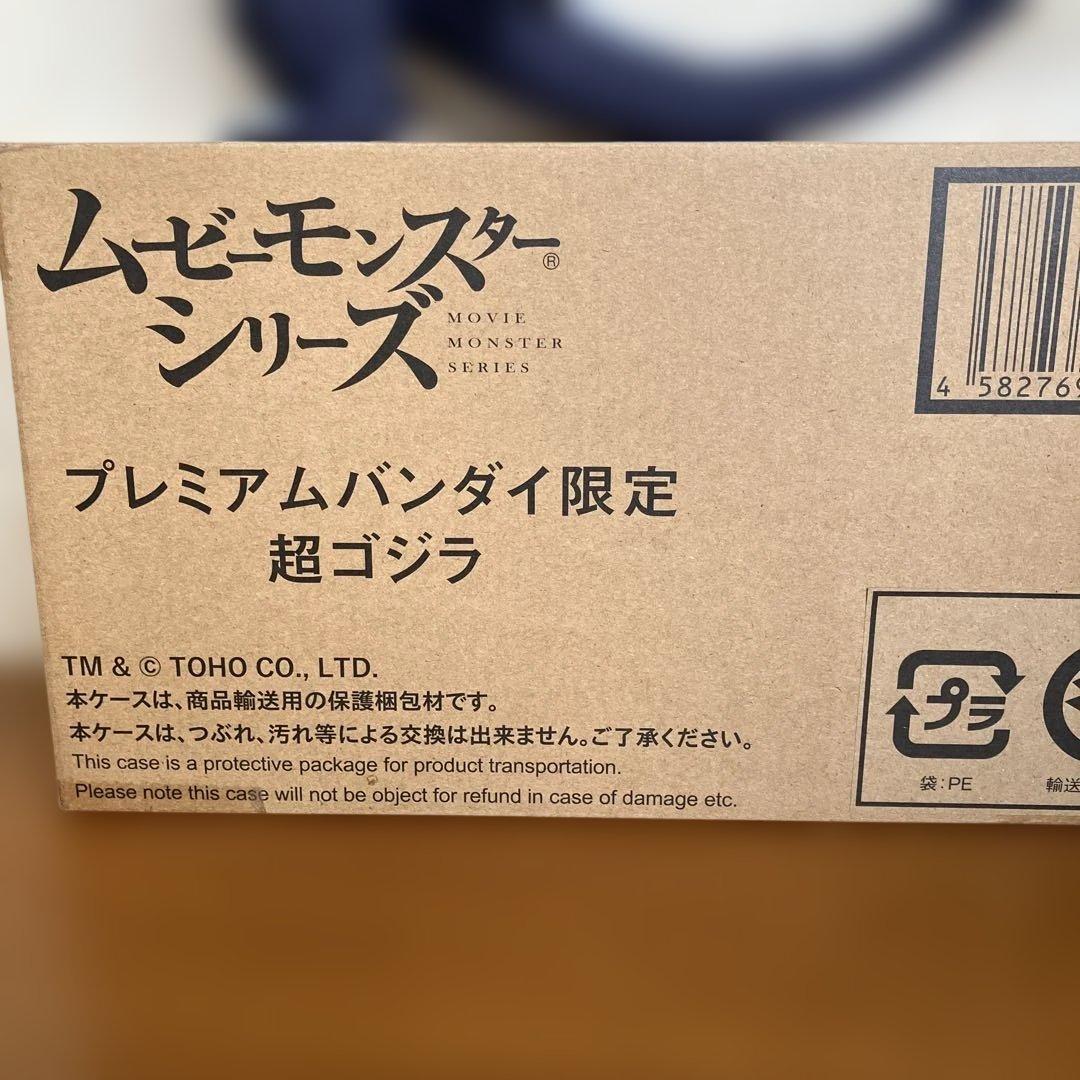 ムービーモンスター®
シリーズ
MOVIE
MONSTER
SERIES
4 582769
プレミアムバンダイ限定
超ゴジラ
TM & © TOHO CO., LTD.
本ケースは、商品輸送用の保護梱包材です。
本ケースは、つぶれ、汚れ等による交換は出来ません。ご了承ください。
This case is a protective package for product transportation.
Please note this case will not be object for refund in case of damage etc.
プラ
袋:PE
輸送